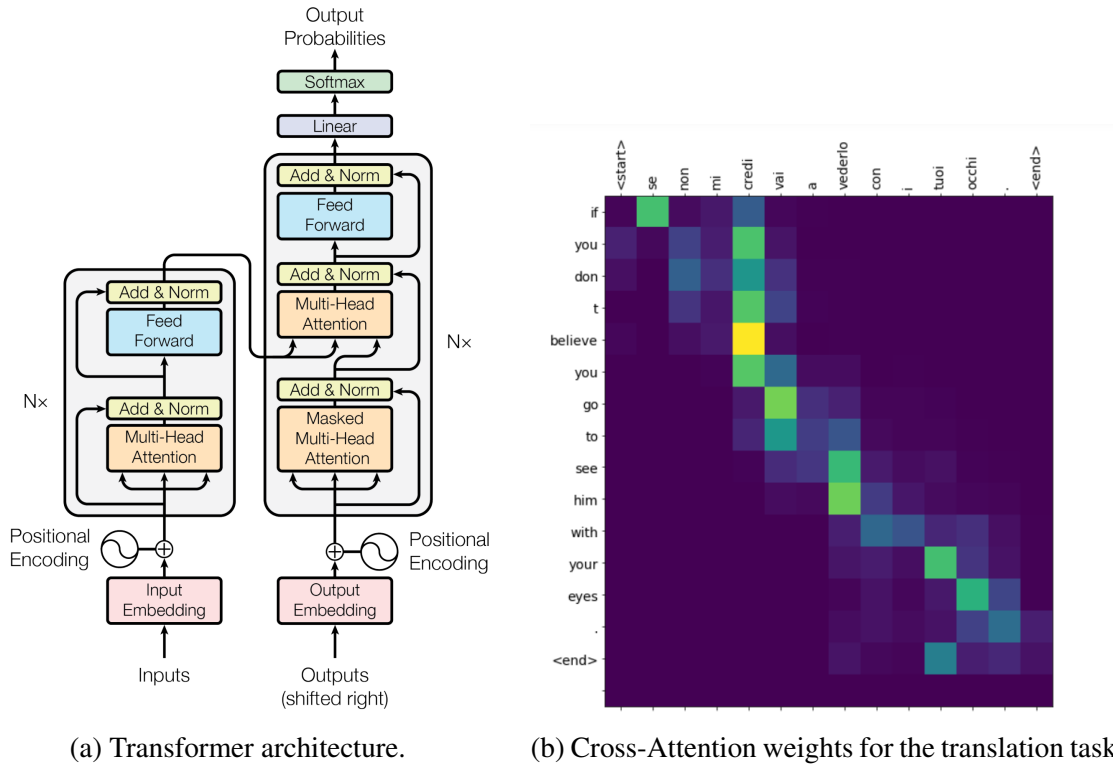 Output
Probabilities
Softmax
Linear
Add & Norm
Feed
Forward
Add & Norm
Multi-Head
Attention
Add & Norm
Masked
Multi-Head
Attention
N×
Add & Norm
Feed
Forward
Add & Norm
Multi-Head
Attention
N×
Positional
Encoding
Positional
Encoding
Input
Embedding
Output
Embedding
Inputs
Outputs
(shifted right)
(a) Transformer architecture.
<start>
se
non
mi
credi
vai
a
vederlo
con
i
tuoi
occhi
.
<end>
if
you
don
t
believe
you
go
to
see
him
with
your
eyes
.
<end>
(b) Cross-Attention weights for the translation task